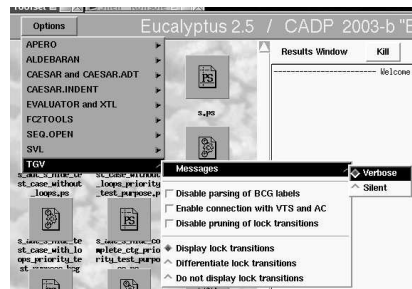 Options
Eucalyptus 2.5 / CADP 2003-b "E
APERO
ALDEBARAN
CAESAR and CAESAR.ADT
CAESAR.INDENT
EVALUATOR and XTL
FC2TOOLS
SEQ.OPEN
SVL
TGV
Results Window
Kill
Welcome
PS
s.ps
Messages
Verbose
Silent
Disable parsing of BCG labels
Enable connection with VTS and AC
Disable pruning of lock transitions
Display lock transitions
Differentiate lock transitions
Do not display lock transitions
st_case_without
_loops.ps
_loops_priority
_test_purpose.p
PS
st_case_with_lo
ops_priority_te
mplete_ctg_prio
rity_test_purpo